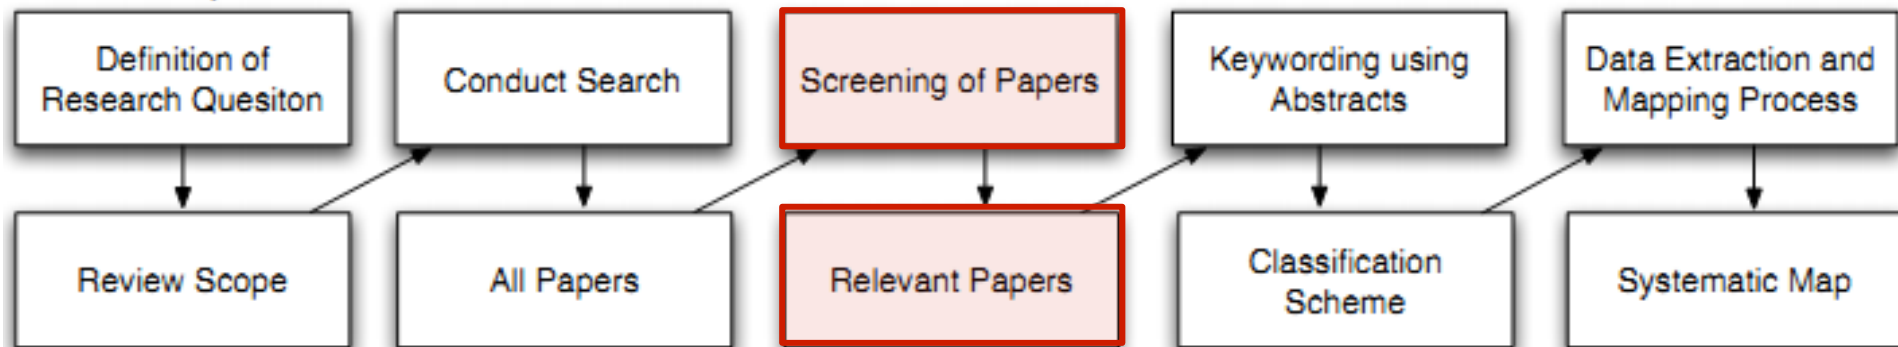 Definition of
Research Quesiton
Conduct Search
Screening of Papers
Keywording using
Abstracts
Data Extraction and
Mapping Process
Review Scope
All Papers
Relevant Papers
Classification
Scheme
Systematic Map